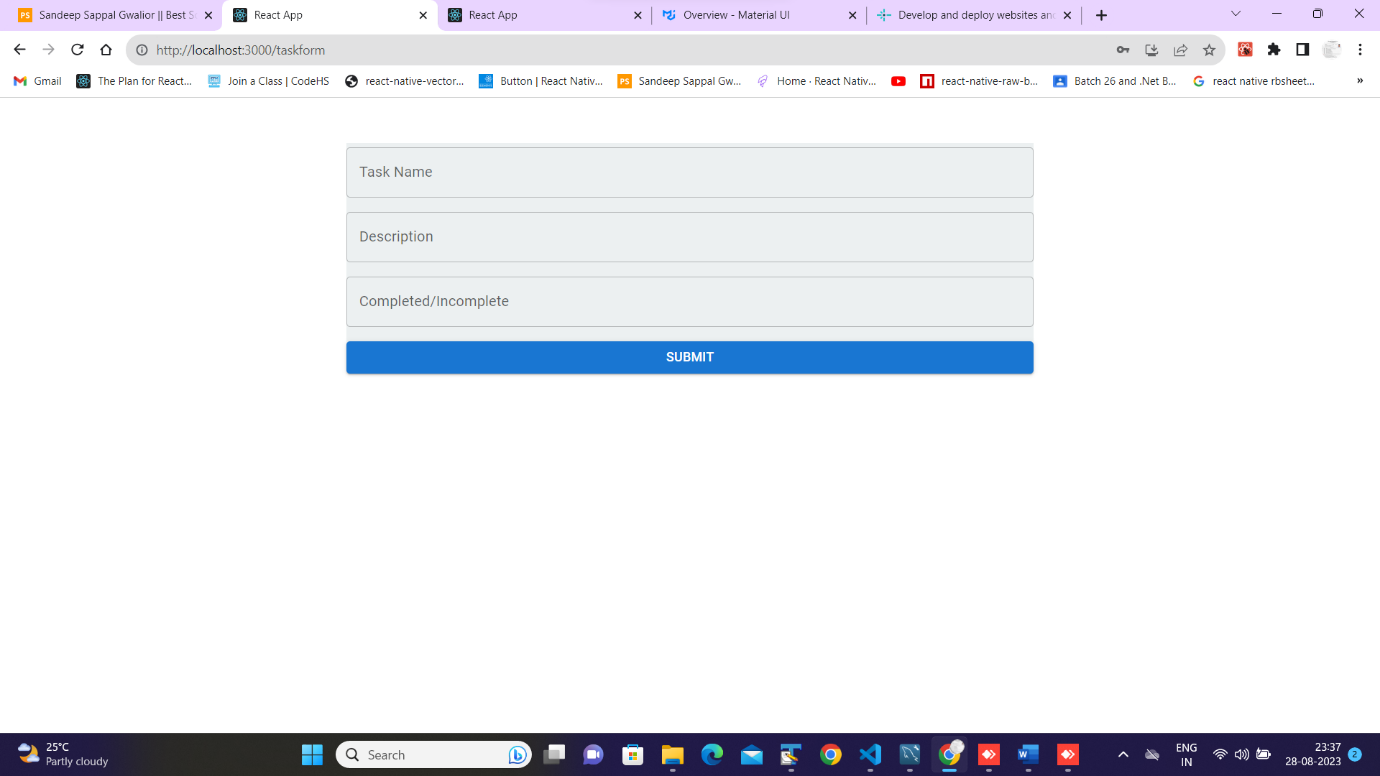 PS Sandeep Sappal Gwalior || Best S
React App
React App
Overview - Material UI
Develop and deploy websites an
http://localhost:3000/taskform
Gmail
The Plan for React...
Join a Class | CodeHS
react-native-vector...
Button | React Nativ...
PS Sandeep Sappal Gw...
Home · React Nativ...
react-native-raw-b...
Batch 26 and .Net B...
react native rbsheet...
»
Task Name
Description
Completed/Incomplete
SUBMIT
25°C
Partly cloudy
Search
ENG
IN
23:37
28-08-2023
2